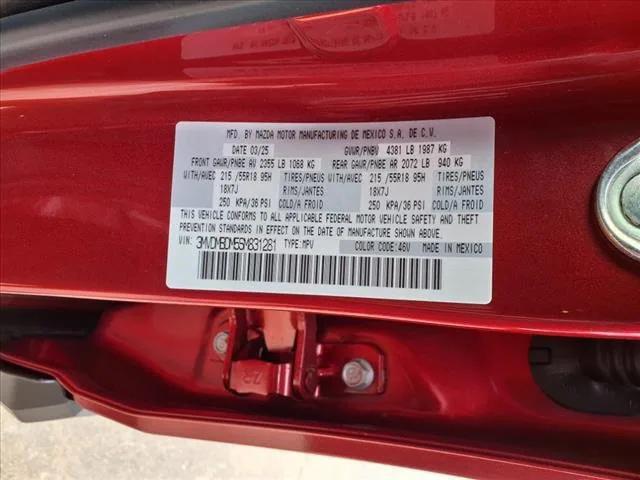 MFD. BY MAZDA MOTOR MANUFACTURING DE MEXICO S.A. DE C.V.
DATE 03/25 GVWR/PNBV 4381 LB 1987 KG
FRONT GAWR/PNBE AV 2355 LB 1068 KG REAR GAWR/PNBE AR 2072 LB 940 KG
WITH/AVEC 215 /55R18 95H TIRES/PNEUS WITH/AVEC 215 /55R18 95H TIRES/PNEUS
18X7J RIMS/JANTES 18X7J RIMS/JANTES
250 KPA/36 PSI COLD/A FROID 250 KPA/36 PSI COLD/A FROID
THIS VEHICLE CONFORMS TO ALL APPLICABLE FEDERAL MOTOR VEHICLE SAFETY AND THEFT
PREVENTION STANDARDS IN EFFECT ON THE DATE OF MANUFACTURE SHOWN ABOVE.
VIN: 3MVDMBDM5SM831281 TYPE: MPV COLOR CODE: 46V MADE IN MEXICO